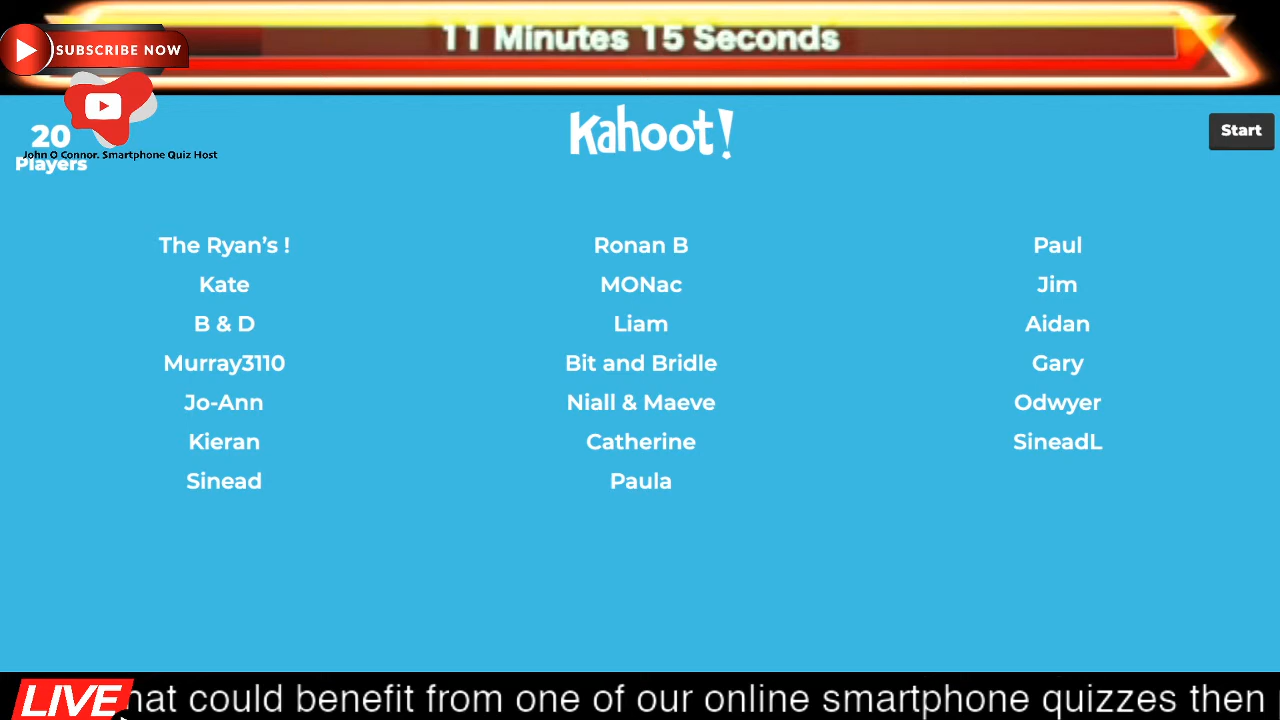 11 Minutes 15 Seconds
SUBSCRIBE NOW
Kahoot!
Start
20
John O Connor. Smartphone Quiz Host
Players
The Ryan's !
Ronan B
Paul
Kate
MONac
Jim
B & D
Liam
Aidan
Murray3110
Bit and Bridle
Gary
Jo-Ann
Niall & Maeve
Odwyer
Kieran
Catherine
SineadL
Sinead
Paula
LIVE
could benefit from one of our online smartphone quizzes then